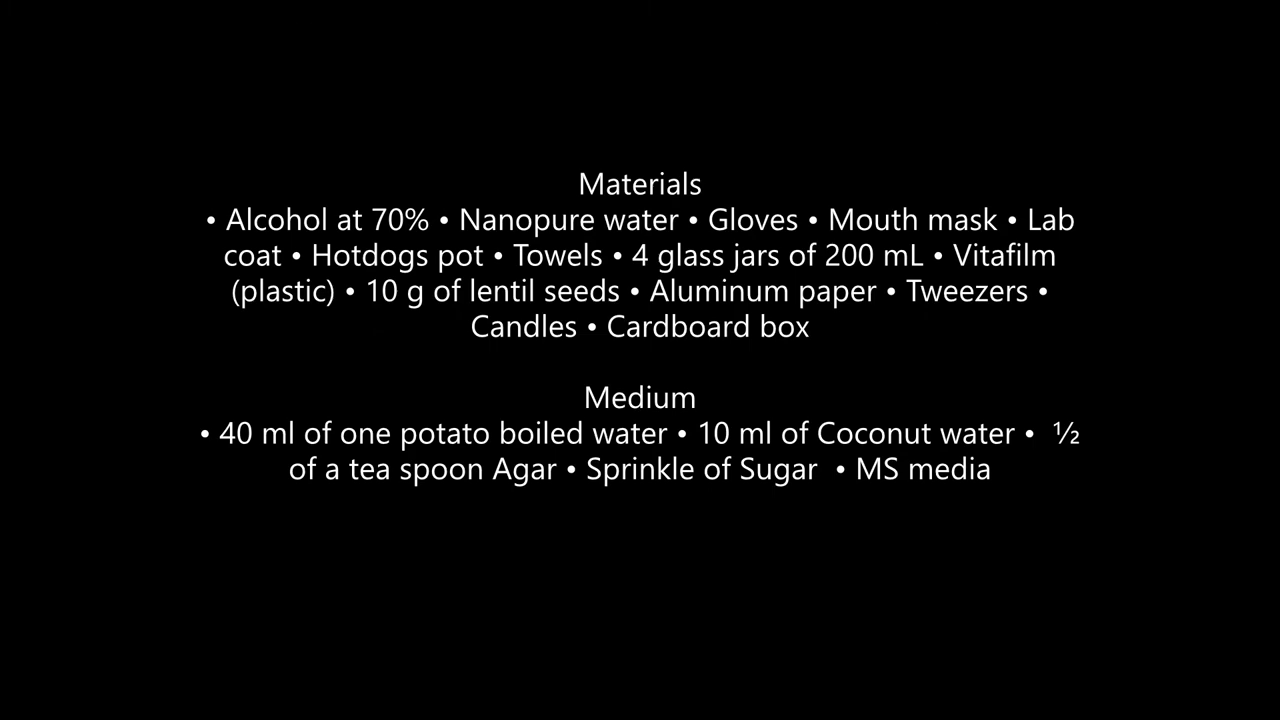 Materials
• Alcohol at 70% • Nanopure water • Gloves • Mouth mask • Lab
coat • Hotdogs pot • Towels • 4 glass jars of 200 mL • Vitafilm
(plastic) • 10 g of lentil seeds • Aluminum paper • Tweezers •
Candles • Cardboard box
Medium
• 40 ml of one potato boiled water • 10 ml of Coconut water • ½
of a tea spoon Agar • Sprinkle of Sugar • MS media